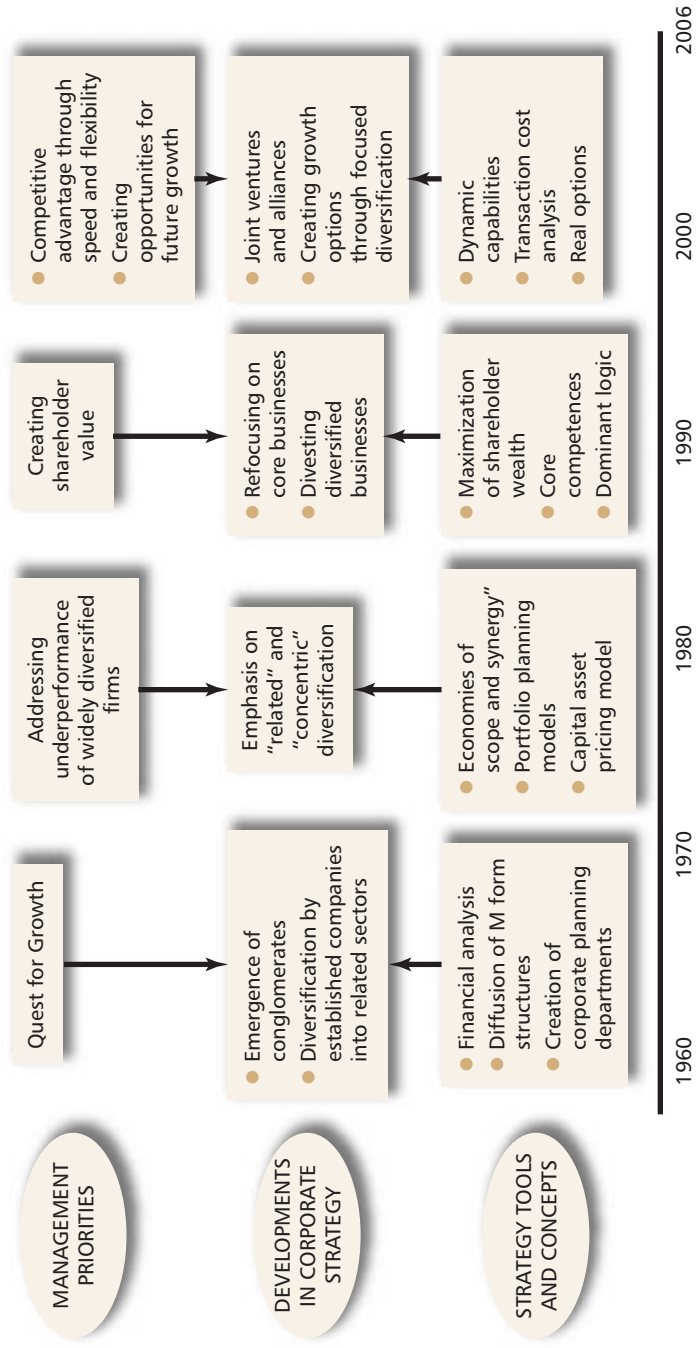 MANAGEMENT
PRIORITIES
Quest for Growth
Addressing
underperformance
of widely diversified
firms
Creating
shareholder
value
● Competitive
advantage through
speed and flexibility
● Creating
opportunities for
future growth
DEVELOPMENTS
IN CORPORATE
STRATEGY
● Emergence of
conglomerates
● Diversification by
established companies
into related sectors
Emphasis on
“related” and
“concentric”
diversification
● Refocusing on
core businesses
● Divesting
diversified
businesses
● Joint ventures
and alliances
● Creating growth
options
through focused
diversification
STRATEGY TOOLS
AND CONCEPTS
● Financial analysis
● Diffusion of M form
structures
● Creation of
corporate planning
departments
● Economies of
scope and synergy”
● Portfolio planning
models
● Capital asset
pricing model
● Maximization
of shareholder
wealth
● Core
competences
● Dominant logic
● Dynamic
capabilities
● Transaction cost
analysis
● Real options
1960 1970 1980 1990 2000 2006